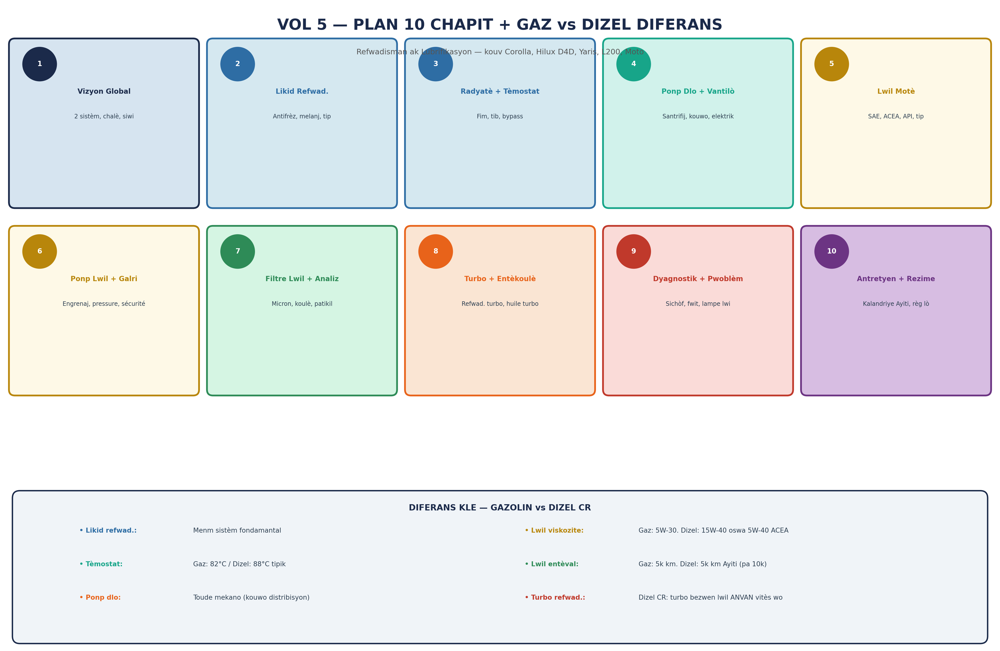 VOL 5 — PLAN 10 CHAPIT + GAZ vs DIZEL DIFERANS
Refwadisman ak Lubrifikasyon — kouv Corolla, Hilux D4D, Yaris, L200, Moto
1
Vizyon Global
2 sistèm, chalè, siwi
2
Likid Refwad.
Antifrèz, melanj, tip
3
Radyatè + Tèmostat
Fim, tib, bypass
4
Ponp Dlo + Vantilò
Santrifij, kouwo, elektrik
5
Lwil Motè
SAE, ACEA, API, tip
6
Ponp Lwil + Galri
Engrenaj, pressure, sécurité
7
Filtre Lwil + Analiz
Micron, koulè, patikil
8
Turbo + Entèkoulè
Refwad. turbo, huile turbo
9
Dyagnostik + Pwoblèm
Sichòf, fwit, lampe lwi
10
Antretyen + Rezime
Kalandriye Ayiti, règ lò
DIFERANS KLE — GAZOLIN vs DIZEL CR
• Likid refwad.: Menm sistèm fondamantal
• Tèmostat: Gaz: 82°C / Dizel: 88°C tipik
• Ponp dlo: Toude mekano (kouwo distribisyon)
• Lwil viskozite: Gaz: 5W-30. Dizel: 15W-40 oswa 5W-40 ACEA
• Lwil entèval: Gaz: 5k km. Dizel: 5k km Ayiti (pa 10k)
• Turbo refwad.: Dizel CR: turbo bezwen lwil ANVAN vitès wo